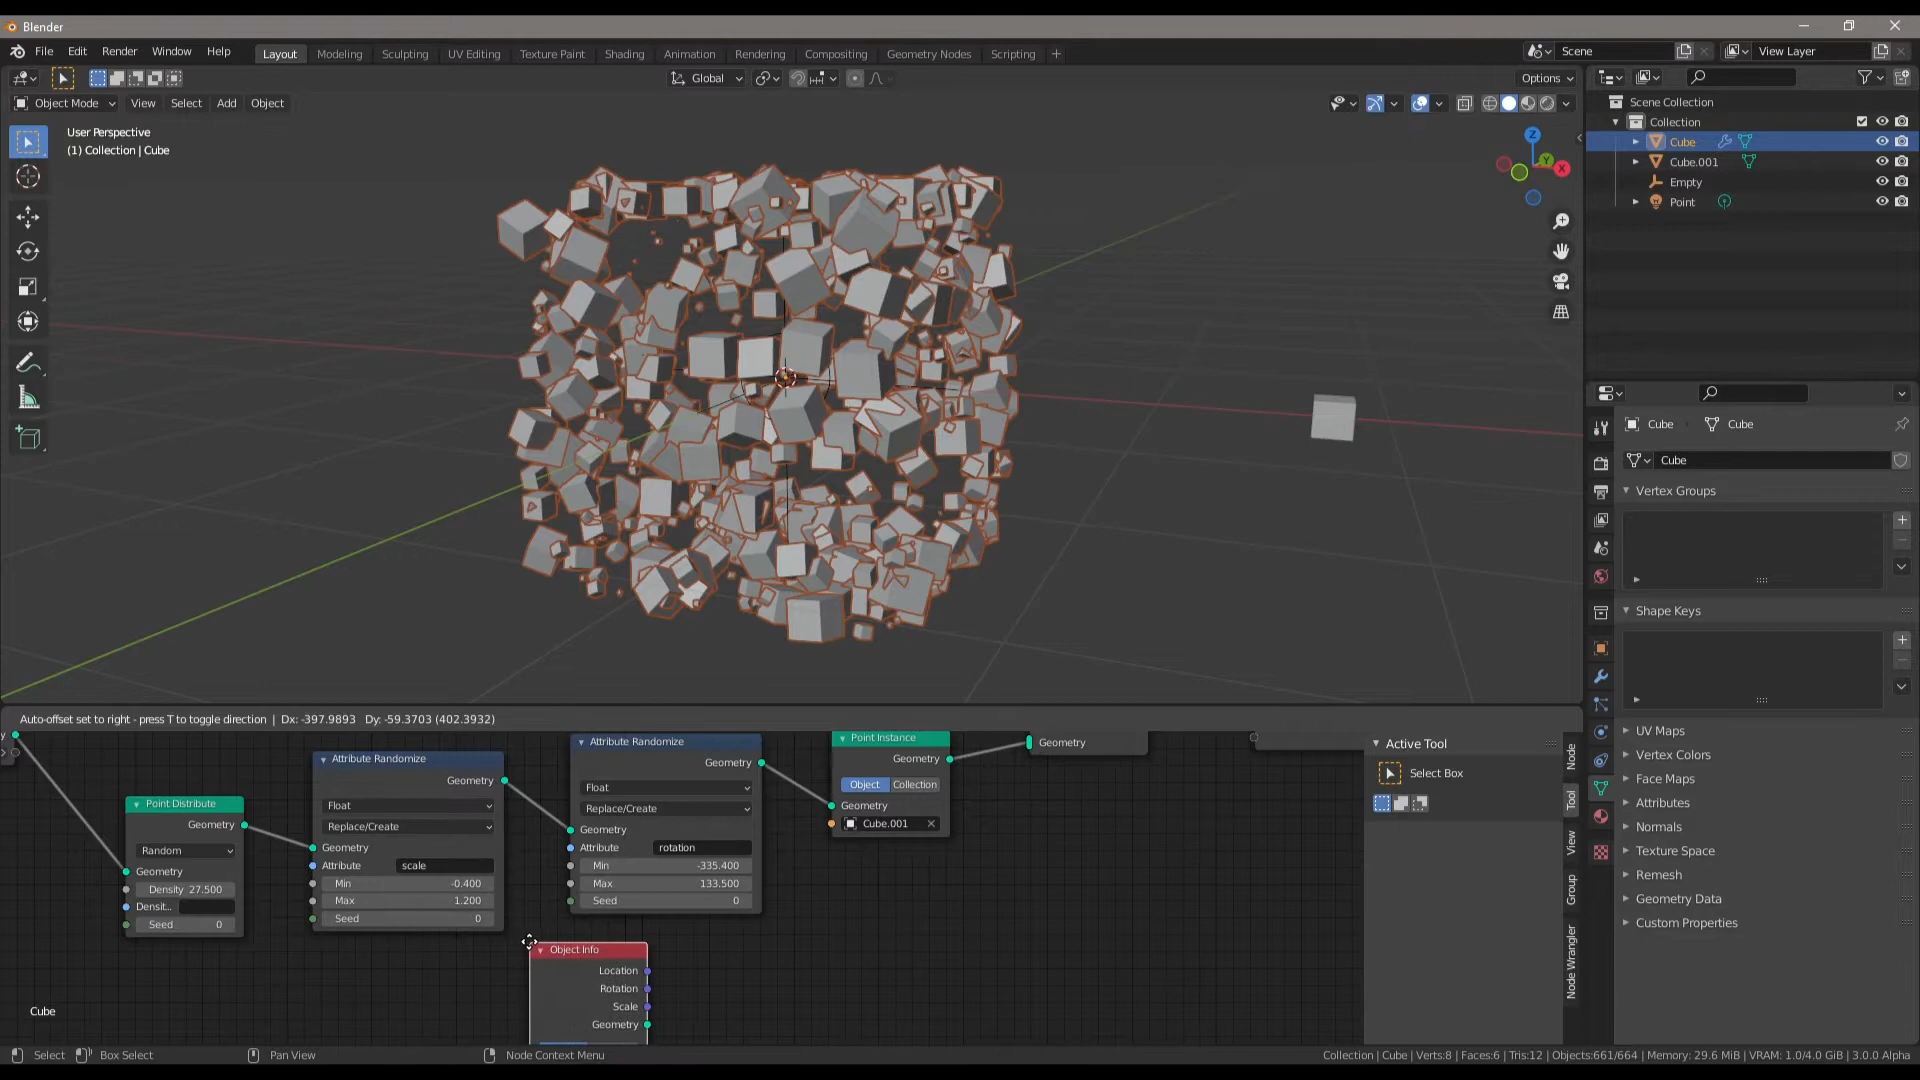 Blender
File Edit Render Window Help
Layout Modeling Sculpting UV Editing Texture Paint Shading Animation Rendering Compositing Geometry Nodes Scripting +
Scene
View Layer
Global
Options
Object Mode View Select Add Object
User Perspective
(1) Collection | Cube
Z
Y
X
Scene Collection
Collection
Cube
Cube.001
Empty
Point
Cube Cube
Cube
Vertex Groups
Shape Keys
UV Maps
Vertex Colors
Face Maps
Attributes
Normals
Texture Space
Remesh
Geometry Data
Custom Properties
Auto-offset set to right - press T to toggle direction | Dx: -397.9893 Dy: -59.3703 (402.3932)
y
Point Distribute
Geometry
Random
Geometry
Density 27.500
Densit..
Seed 0
Attribute Randomize
Geometry
Float
Replace/Create
Geometry
Attribute scale
Min -0.400
Max 1.200
Seed 0
Attribute Randomize
Geometry
Float
Replace/Create
Geometry
Attribute rotation
Min -335.400
Max 133.500
Seed 0
Point Instance
Geometry
Object Collection
Geometry
Cube.001
Geometry
Object Info
Location
Rotation
Scale
Geometry
Active Tool
Select Box
Node
Tool
View
Group
Node Wrangler
Cube
Select Box Select Pan View Node Context Menu
Collection | Cube | Verts:8 | Faces:6 | Tris:12 | Objects:661/664 | Memory: 29.6 MiB | VRAM: 1.0/4.0 GiB | 3.0.0 Alpha